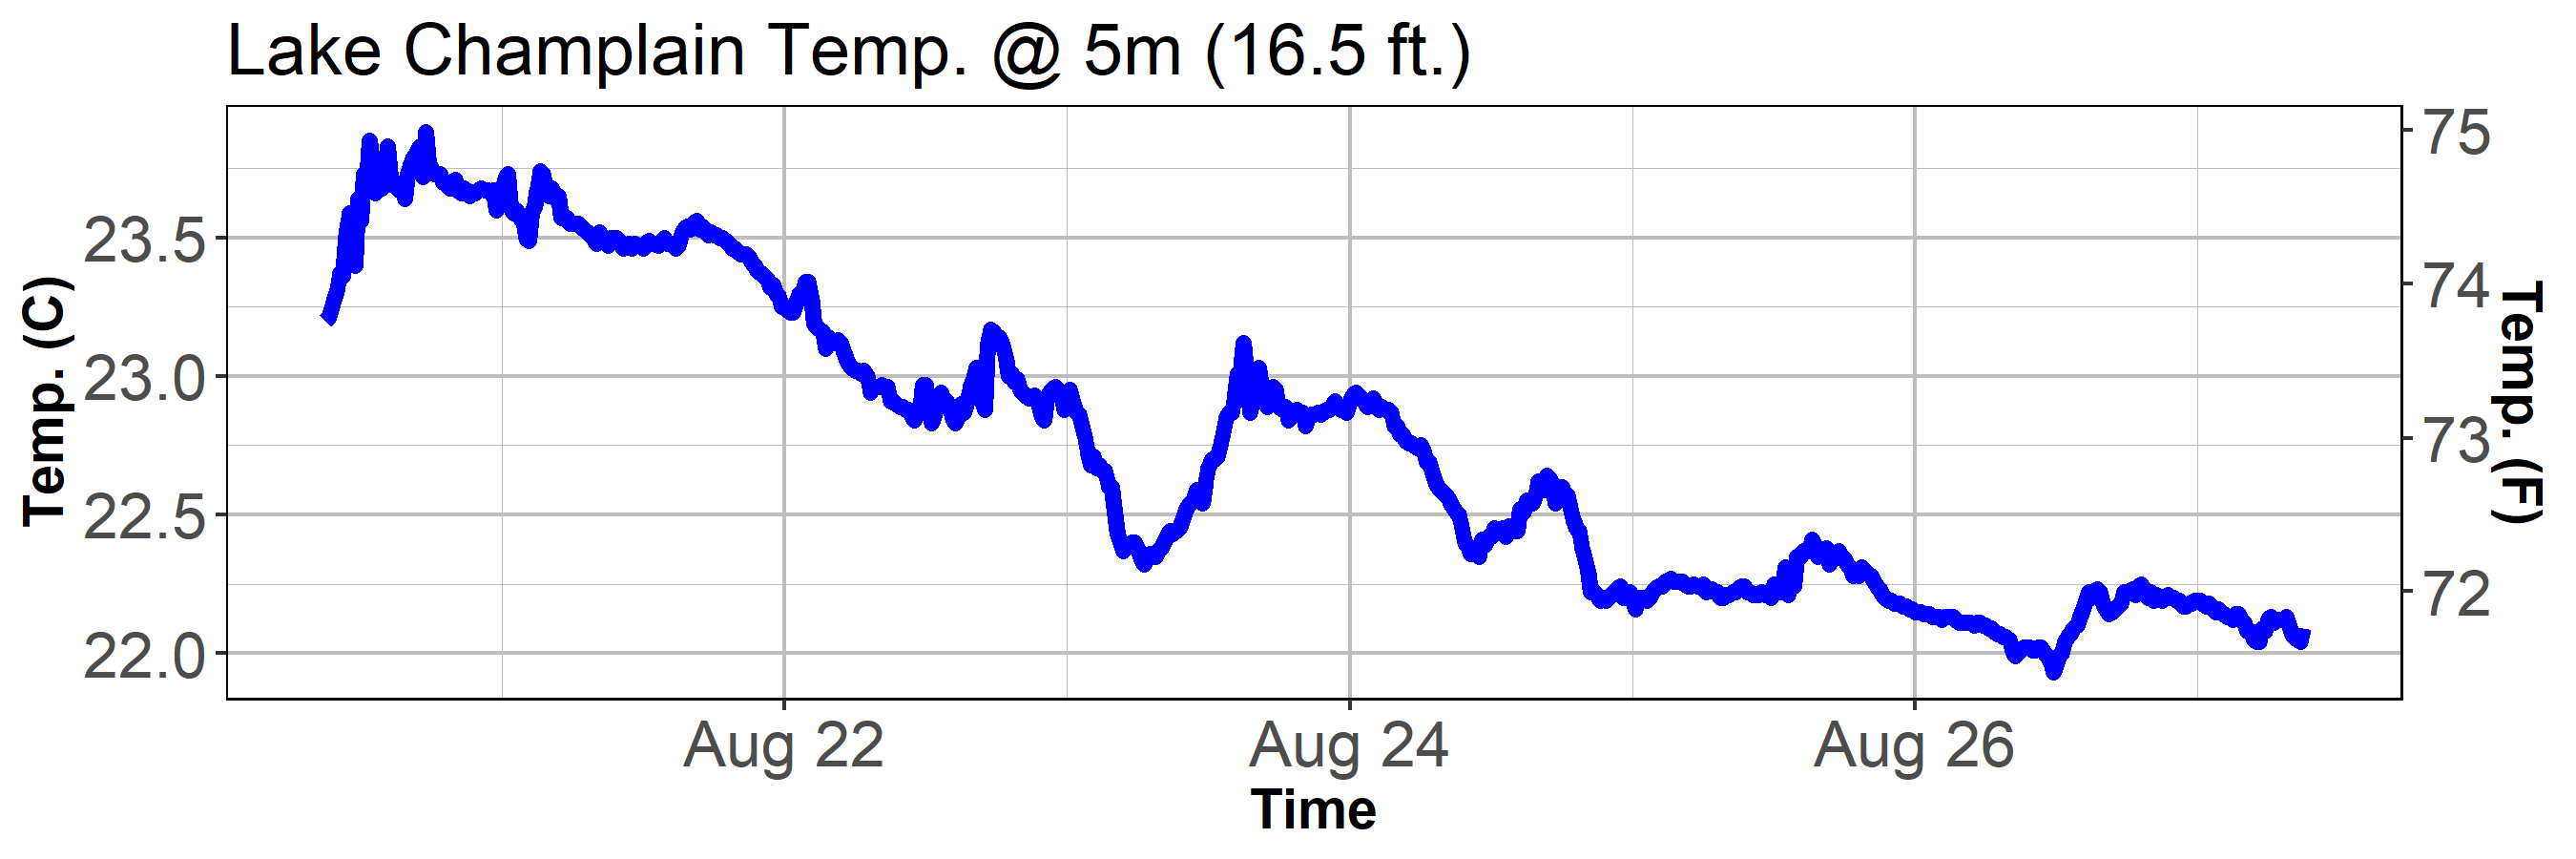 Lake Champlain Temp. @ 5m (16.5 ft.)
Temp. (C)
23.5
23.0
22.5
22.0
75
74
73
72
Temp. (F)
Aug 22 Aug 24 Aug 26
Time